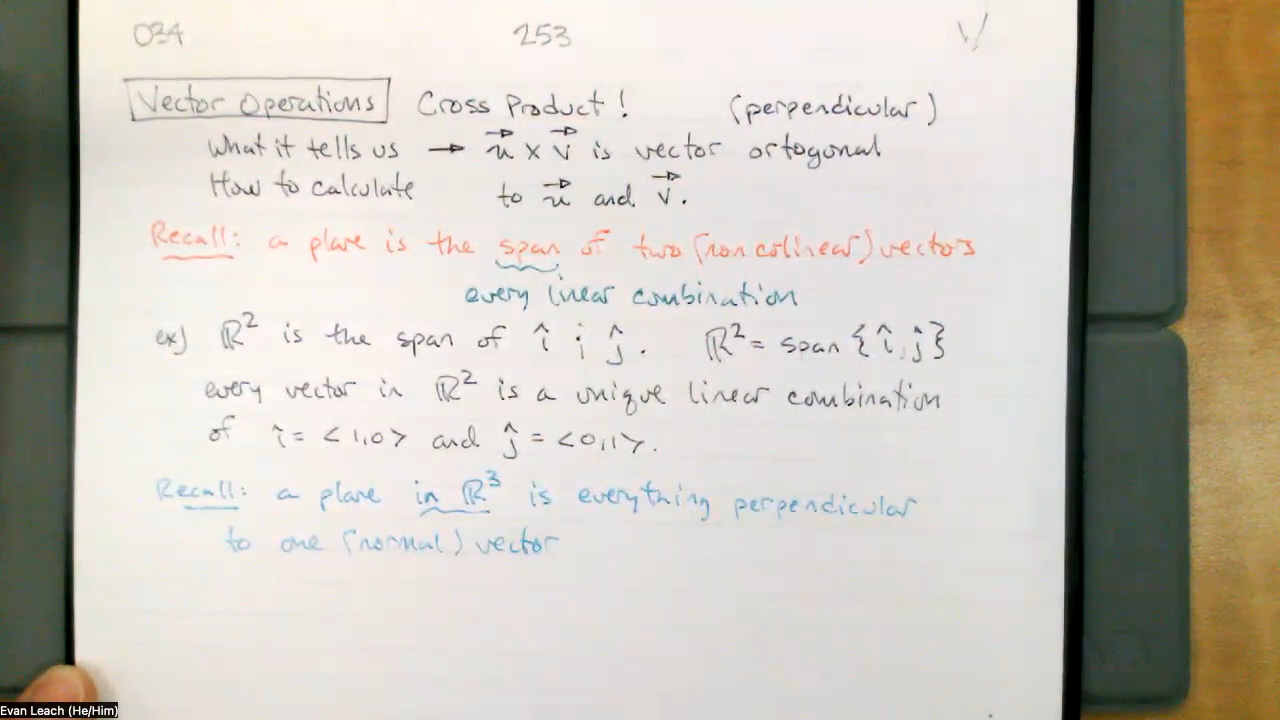 034 253 V/
Vector Operations Cross Product! (perpendicular)
What it tells us → u⃗ × v⃗ is vector ortogonal
How to calculate to u⃗ and v⃗.
Recall: a plane is the span of two (non colinear) vectors
every linear combination
ex) ℝ² is the span of î ; ĵ. ℝ² = span {î, ĵ}
every vector in ℝ² is a unique linear combination
of î = <1,0> and ĵ = <0,1>.
Recall: a plane in ℝ³ is everything perpendicular
to one (normal) vector
Evan Leach (He/Him)